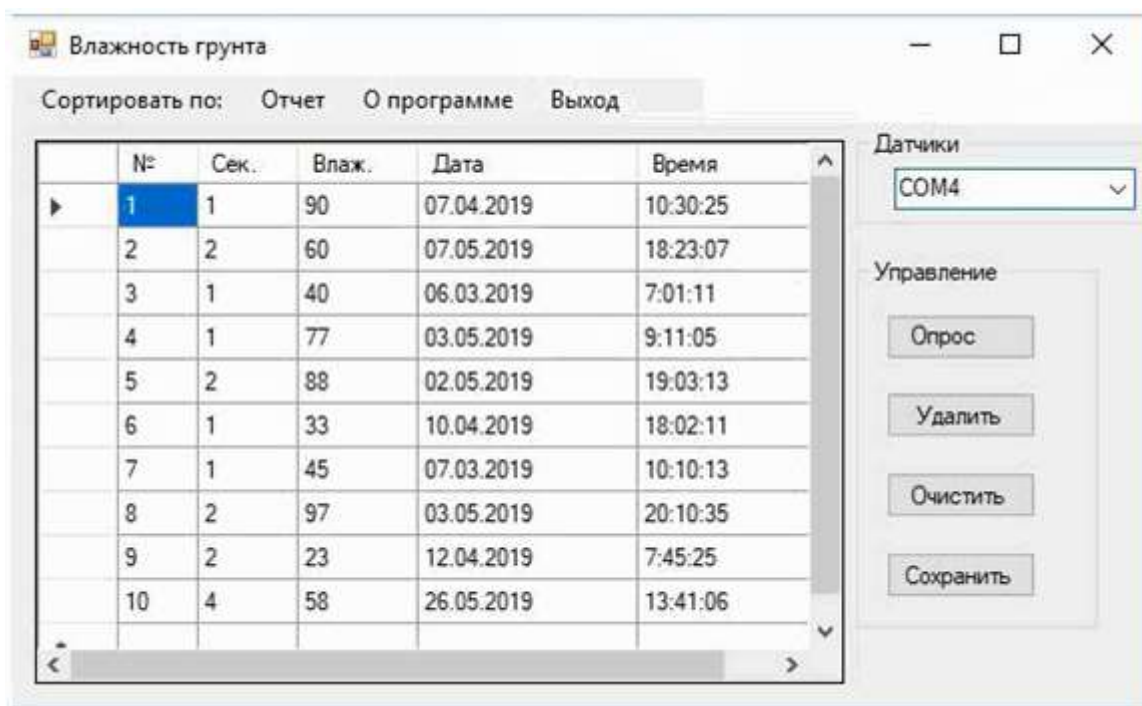 Влажность грунта
Сортировать по: Отчет О программе Выход
№ Сек. Влаж. Дата Время
1 1 90 07.04.2019 10:30:25
2 2 60 07.05.2019 18:23:07
3 1 40 06.03.2019 7:01:11
4 1 77 03.05.2019 9:11:05
5 2 88 02.05.2019 19:03:13
6 1 33 10.04.2019 18:02:11
7 1 45 07.03.2019 10:10:13
8 2 97 03.05.2019 20:10:35
9 2 23 12.04.2019 7:45:25
10 4 58 26.05.2019 13:41:06
Датчики
COM4
Управление
Опрос
Удалить
Очистить
Сохранить